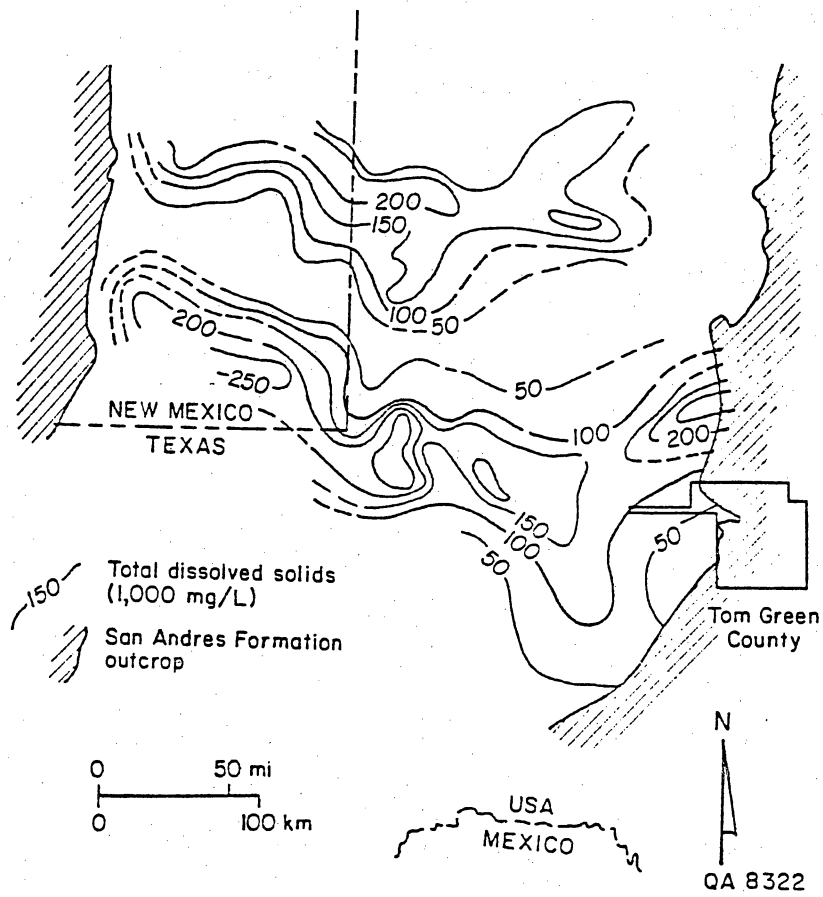 200
150
100
50
200
-250
50
NEW MEXICO
TEXAS
100
200
150
100
50
50
150
Total dissolved solids
(1,000 mg/L)
San Andres Formation
outcrop
Tom Green
County
0
50 mi
0
100 km
USA
MEXICO
N
QA 8322